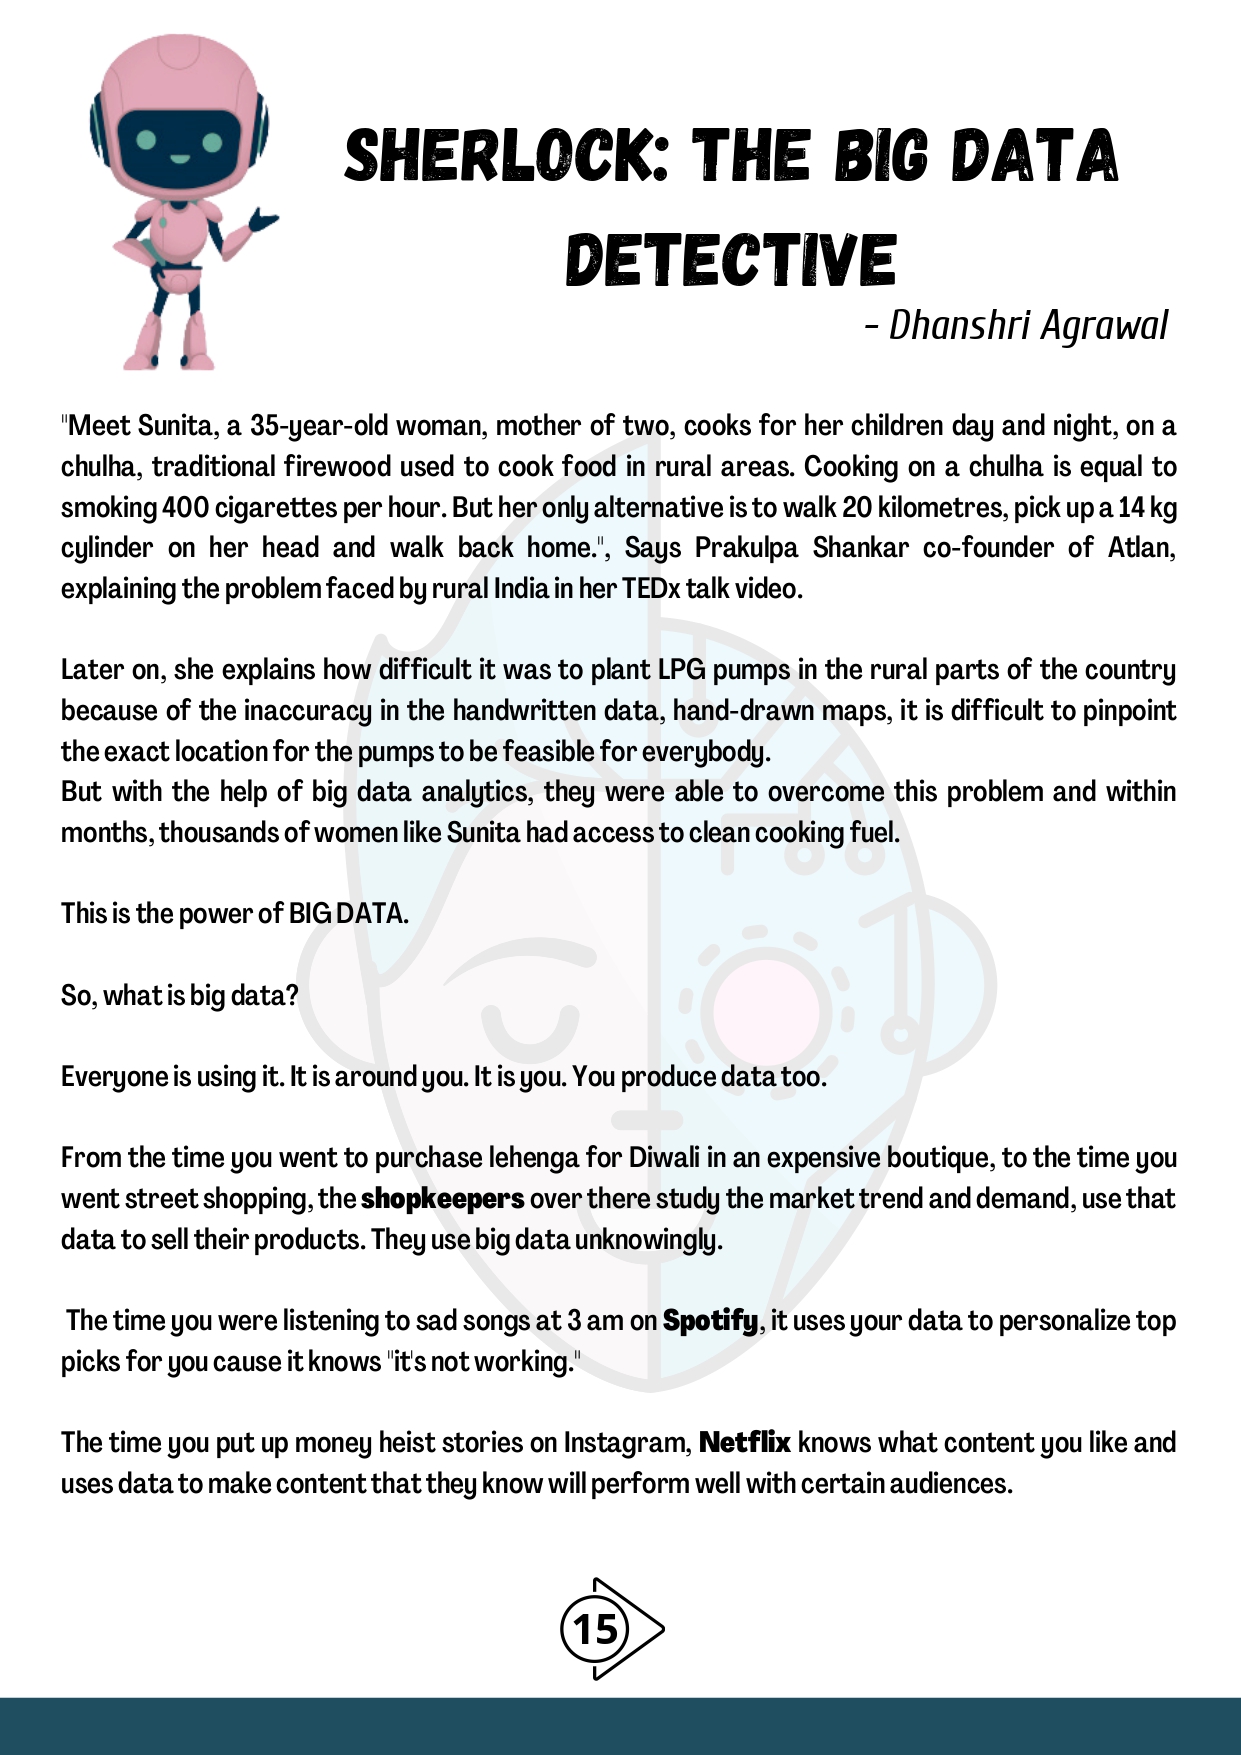 SHERLOCK: THE BIG DATA
DETECTIVE
- Dhanshri Agrawal
"Meet Sunita, a 35-year-old woman, mother of two, cooks for her children day and night, on a
chulha, traditional firewood used to cook food in rural areas. Cooking on a chulha is equal to
smoking 400 cigarettes per hour. But her only alternative is to walk 20 kilometres, pick up a 14 kg
cylinder on her head and walk back home.", Says Prakulpa Shankar co-founder of Atlan,
explaining the problem faced by rural India in her TEDx talk video.
Later on, she explains how difficult it was to plant LPG pumps in the rural parts of the country
because of the inaccuracy in the handwritten data, hand-drawn maps, it is difficult to pinpoint
the exact location for the pumps to be feasible for everybody.
But with the help of big data analytics, they were able to overcome this problem and within
months, thousands of women like Sunita had access to clean cooking fuel.
This is the power of BIG DATA.
So, what is big data?
Everyone is using it. It is around you. It is you. You produce data too.
From the time you went to purchase lehenga for Diwali in an expensive boutique, to the time you
went street shopping, the shopkeepers over there study the market trend and demand, use that
data to sell their products. They use big data unknowingly.
The time you were listening to sad songs at 3 am on Spotify, it uses your data to personalize top
picks for you cause it knows "it's not working."
The time you put up money heist stories on Instagram, Netflix knows what content you like and
uses data to make content that they know will perform well with certain audiences.
15